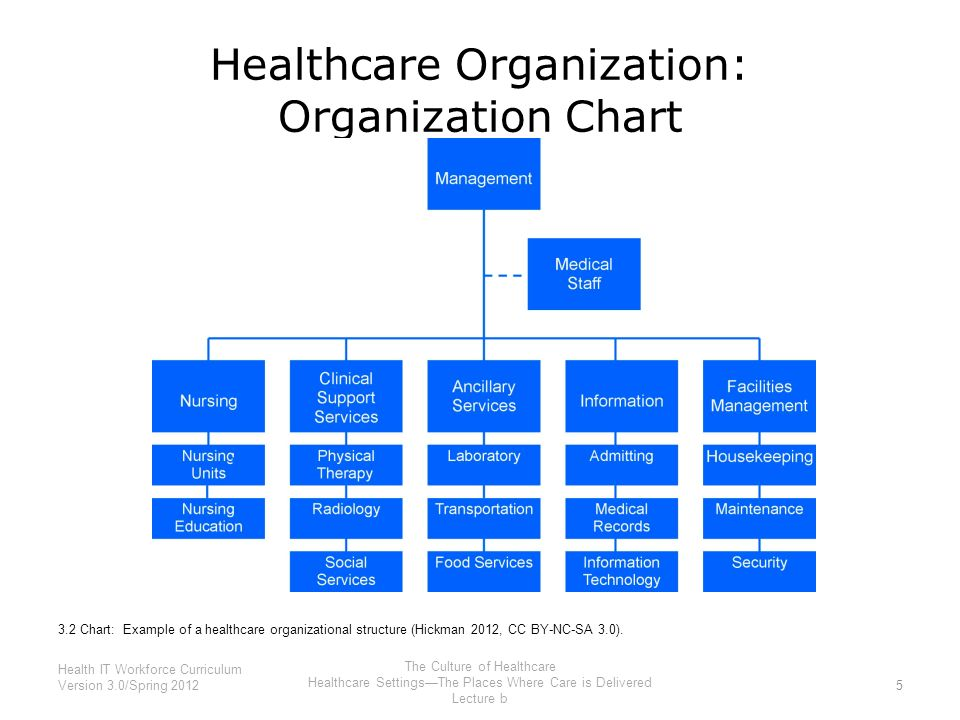 Healthcare Organization:
Organization Chart
Management
Medical
Staff
Nursing
Clinical
Support
Services
Ancillary
Services
Information
Facilities
Management
Nursing
Units
Physical
Therapy
Laboratory
Admitting
Housekeeping
Nursing
Education
Radiology
Transportation
Medical
Records
Maintenance
Social
Services
Food Services
Information
Technology
Security
3.2 Chart: Example of a healthcare organizational structure (Hickman 2012, CC BY-NC-SA 3.0).
Health IT Workforce Curriculum
Version 3.0/Spring 2012
The Culture of Healthcare
Healthcare Settings—The Places Where Care is Delivered
Lecture b
5